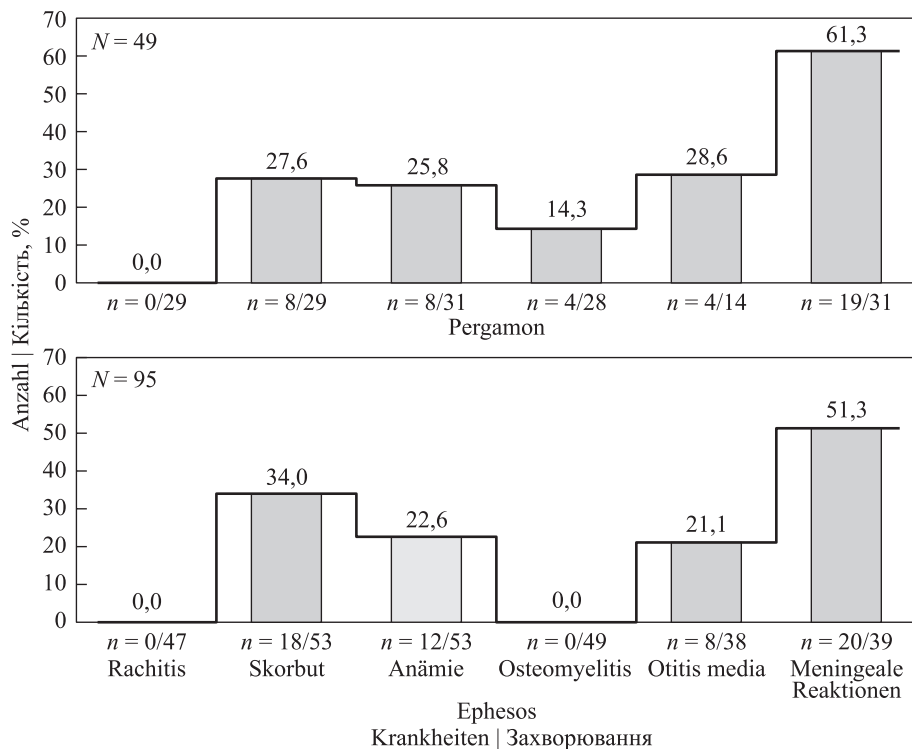 Anzahl | Кількість, %
70
60
50
40
30
20
10
0
N = 49
0,0
27,6
25,8
14,3
28,6
61,3
n = 0/29 n = 8/29 n = 8/31 n = 4/28 n = 4/14 n = 19/31
Pergamon
70
60
50
40
30
20
10
0
N = 95
0,0
34,0
22,6
0,0
21,1
51,3
n = 0/47 n = 18/53 n = 12/53 n = 0/49 n = 8/38 n = 20/39
Rachitis Skorbut Anämie Osteomyelitis Otitis media Meningeale
Reaktionen
Ephesos
Krankheiten | Захворювання